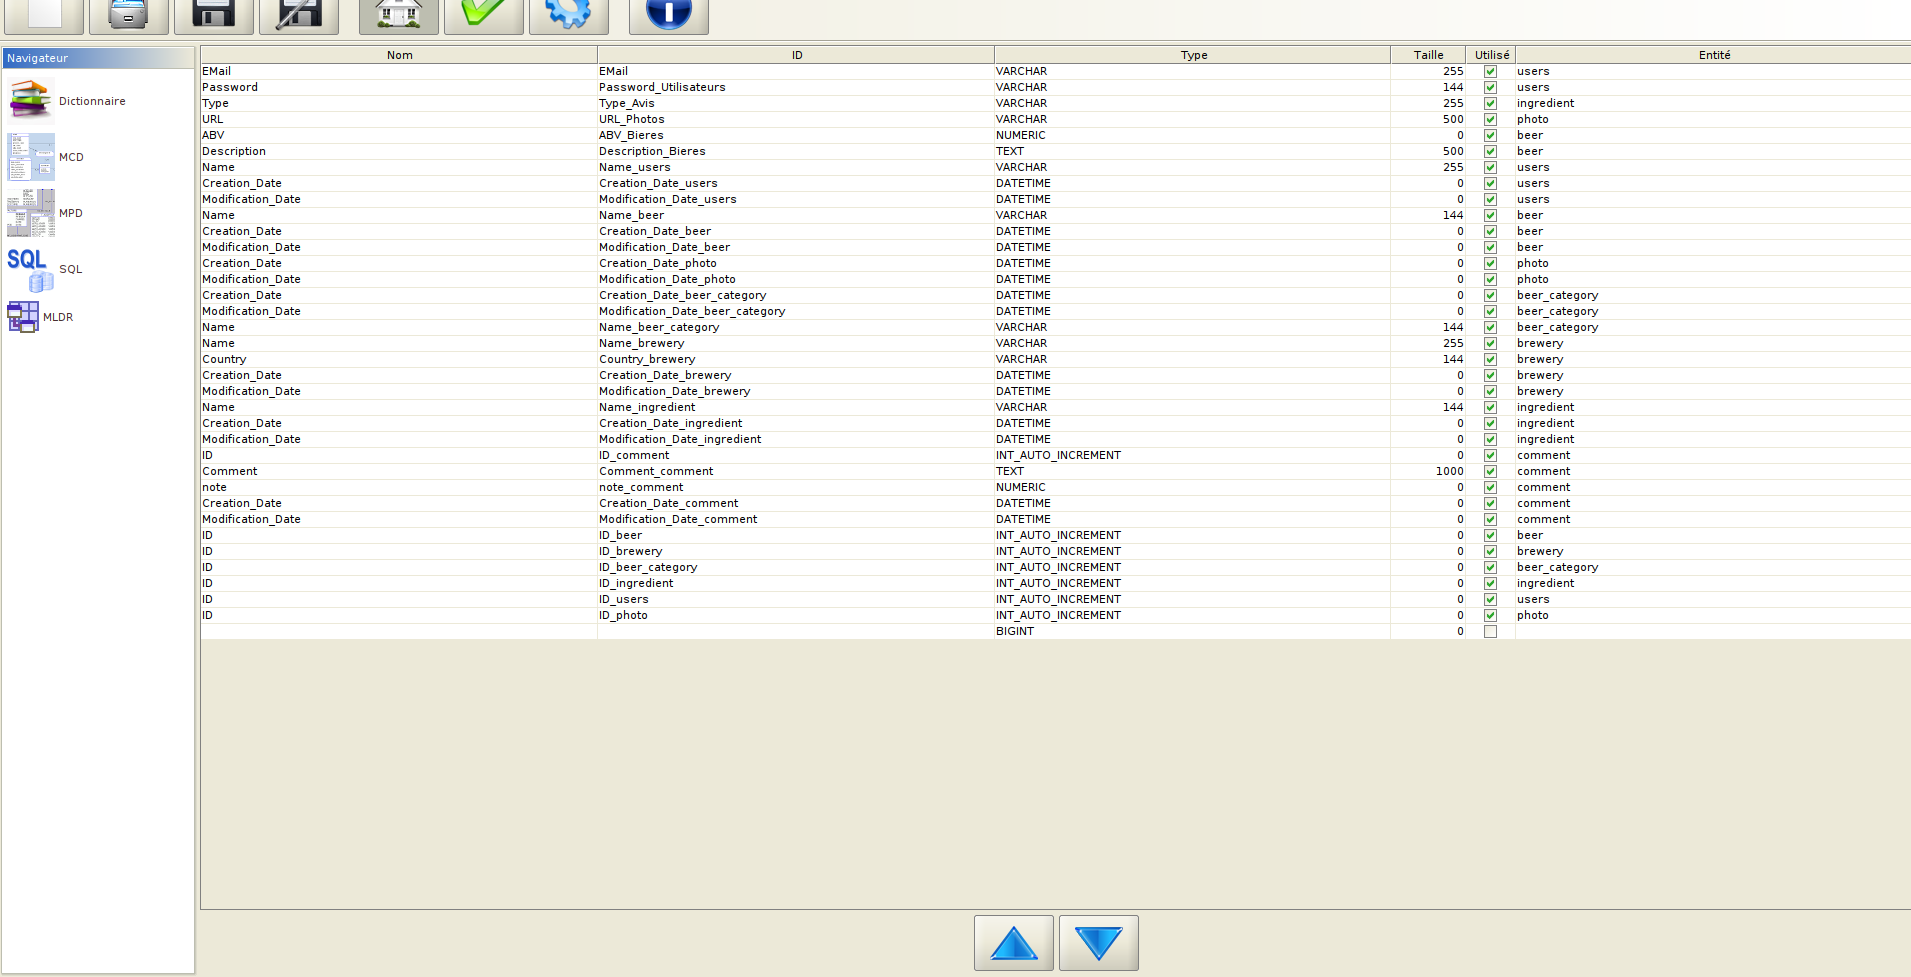 Navigateur
Dictionnaire
MCD
MPD
SQL SQL
MLDR
Nom ID Type Taille Utilisé Entité
EMail EMail VARCHAR 255 users
Password Password_Utilisateurs VARCHAR 144 users
Type Type_Avis VARCHAR 255 ingredient
URL URL_Photos VARCHAR 500 photo
ABV ABV_Bieres NUMERIC 0 beer
Description Description_Bieres TEXT 500 beer
Name Name_users VARCHAR 255 users
Creation_Date Creation_Date_users DATETIME 0 users
Modification_Date Modification_Date_users DATETIME 0 users
Name Name_beer VARCHAR 144 beer
Creation_Date Creation_Date_beer DATETIME 0 beer
Modification_Date Modification_Date_beer DATETIME 0 beer
Creation_Date Creation_Date_photo DATETIME 0 photo
Modification_Date Modification_Date_photo DATETIME 0 photo
Creation_Date Creation_Date_beer_category DATETIME 0 beer_category
Modification_Date Modification_Date_beer_category DATETIME 0 beer_category
Name Name_beer_category VARCHAR 144 beer_category
Name Name_brewery VARCHAR 255 brewery
Country Country_brewery VARCHAR 144 brewery
Creation_Date Creation_Date_brewery DATETIME 0 brewery
Modification_Date Modification_Date_brewery DATETIME 0 brewery
Name Name_ingredient VARCHAR 144 ingredient
Creation_Date Creation_Date_ingredient DATETIME 0 ingredient
Modification_Date Modification_Date_ingredient DATETIME 0 ingredient
ID ID_comment INT_AUTO_INCREMENT 0 comment
Comment Comment_comment TEXT 1000 comment
note note_comment NUMERIC 0 comment
Creation_Date Creation_Date_comment DATETIME 0 comment
Modification_Date Modification_Date_comment DATETIME 0 comment
ID ID_beer INT_AUTO_INCREMENT 0 beer
ID ID_brewery INT_AUTO_INCREMENT 0 brewery
ID ID_beer_category INT_AUTO_INCREMENT 0 beer_category
ID ID_ingredient INT_AUTO_INCREMENT 0 ingredient
ID ID_users INT_AUTO_INCREMENT 0 users
ID ID_photo INT_AUTO_INCREMENT 0 photo
BIGINT 0